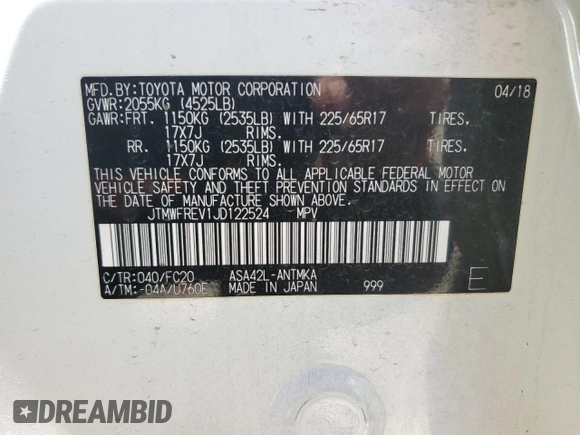 MFD.BY:TOYOTA MOTOR CORPORATION 04/18
GVWR:2055KG (4525LB)
GAWR:FRT. 1150KG (2535LB) WITH 225/65R17 TIRES.
17X7J RIMS.
RR. 1150KG (2535LB) WITH 225/65R17 TIRES.
17X7J RIMS.
THIS VEHICLE CONFORMS TO ALL APPLICABLE FEDERAL MOTOR
VEHICLE SAFETY AND THEFT PREVENTION STANDARDS IN EFFECT ON
THE DATE OF MANUFACTURE SHOWN ABOVE.
JTMWFREV1JD122524 MPV
C/TR:040/FC20 ASA42L-ANTMKA
A/TM:-04A/U760E MADE IN JAPAN 999 E
DREAMBID